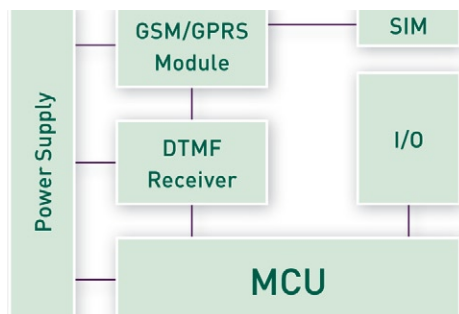 GSM/GPRS
Module
SIM
Power Supply
DTMF
Receiver
I/O
MCU